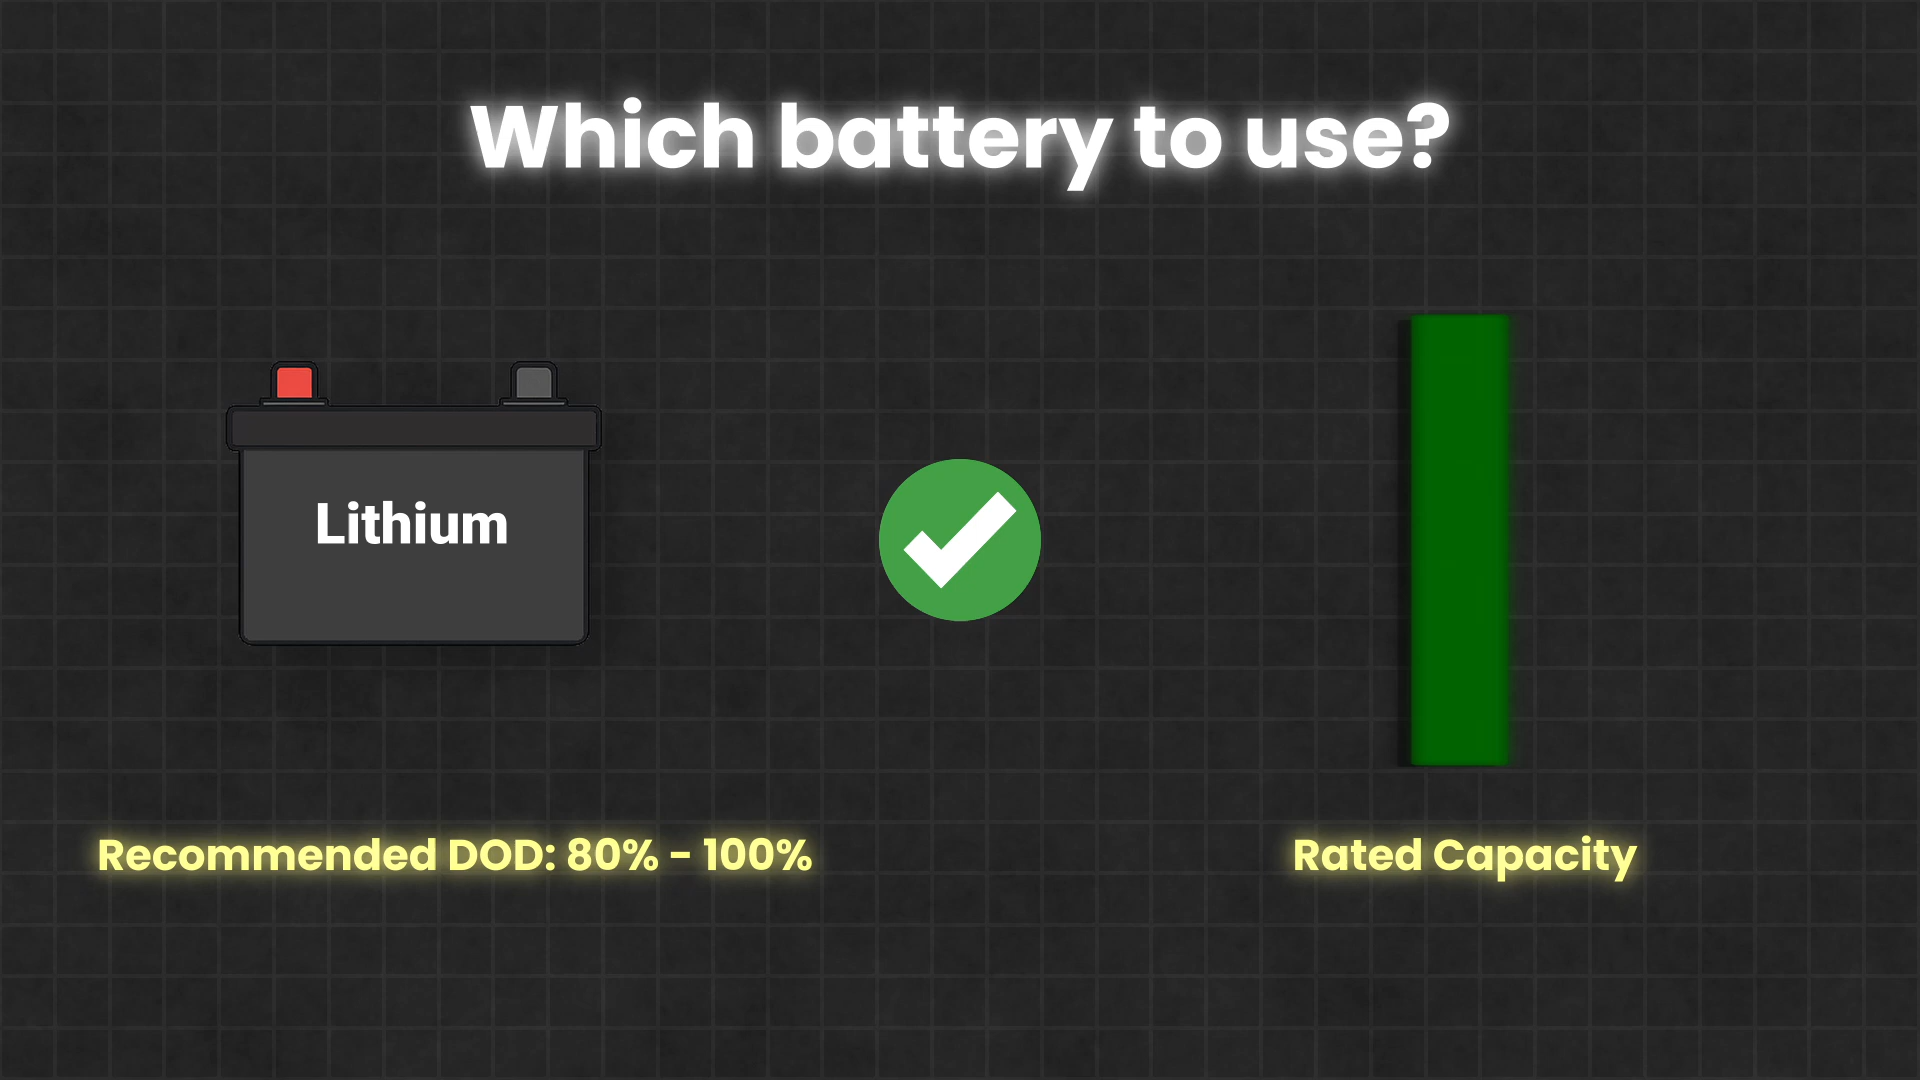 Which battery to use?
Lithium
Recommended DOD: 80% - 100%
Rated Capacity